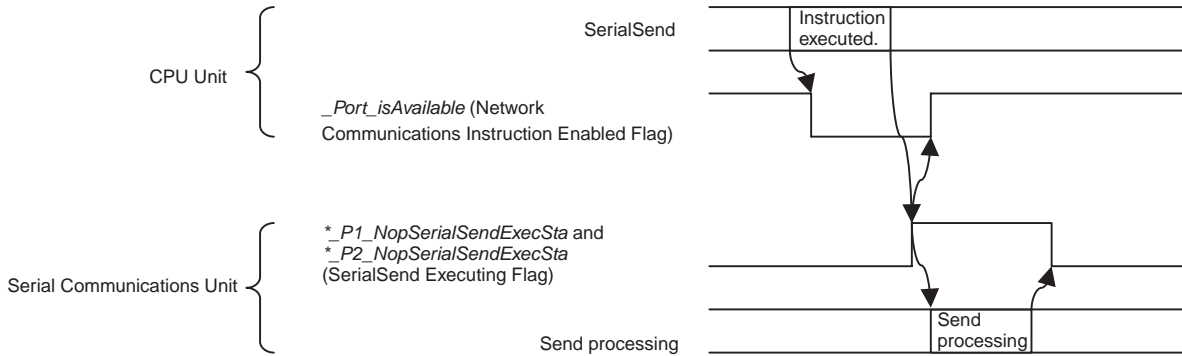 SerialSend
Instruction
executed.
CPU Unit
_Port_isAvailable (Network
Communications Instruction Enabled Flag)
*_P1_NopSerialSendExecSta and
*_P2_NopSerialSendExecSta
(SerialSend Executing Flag)
Serial Communications Unit
Send processing
Send
processing